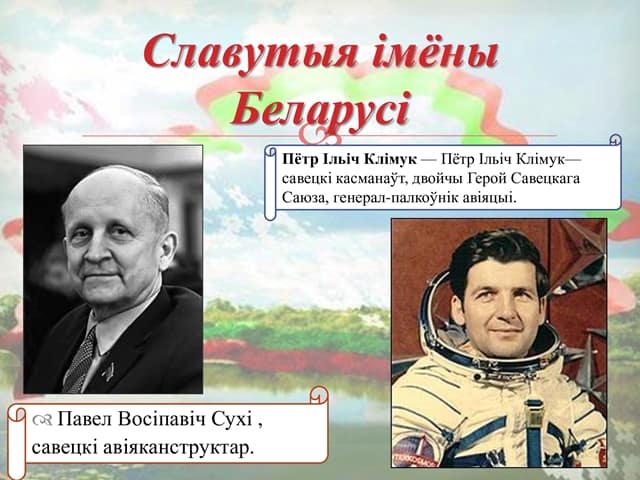 Славутыя імёны
Беларусі
Пётр Ільіч Клімук — Пётр Ільіч Клімук—
савецкі касманаўт, двойчы Герой Савецкага
Саюза, генерал-палкоўнік авіяцыі.
Павел Восіпавіч Сухі ,
савецкі авіяканструктар.